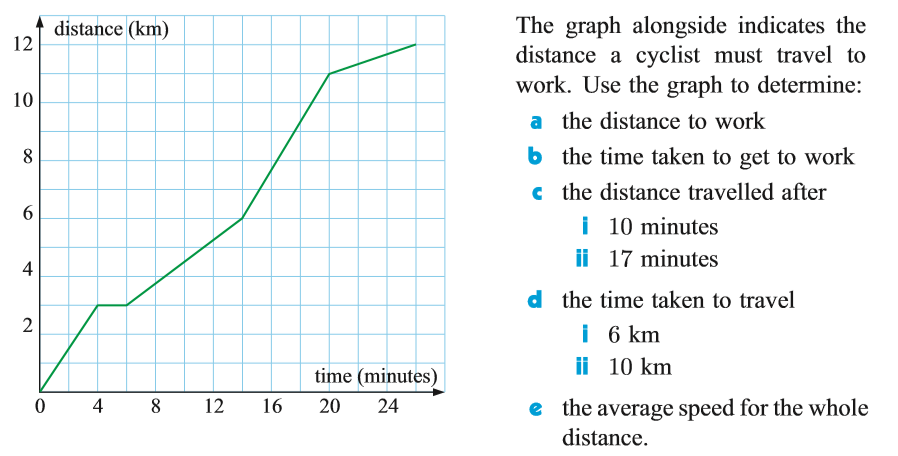 distance (km)
12
10
8
6
4
2
time (minutes)
0 4 8 12 16 20 24
The graph alongside indicates the
distance a cyclist must travel to
work. Use the graph to determine:
a the distance to work
b the time taken to get to work
c the distance travelled after
i 10 minutes
ii 17 minutes
d the time taken to travel
i 6 km
ii 10 km
e the average speed for the whole
distance.